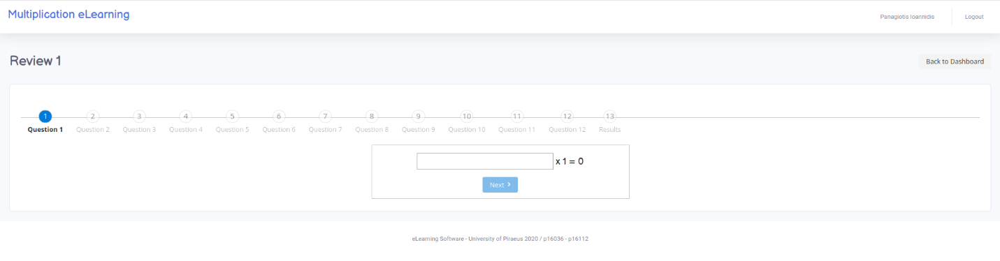 Multiplication eLearning
Panagiotis Ioannidis Logout
Review 1
Back to Dashboard
1 2 3 4 5 6 7 8 9 10 11 12 13
Question 1 Question 2 Question 3 Question 4 Question 5 Question 6 Question 7 Question 8 Question 9 Question 10 Question 11 Question 12 Results
x 1 = 0
Next
eLearning Software - University of Piraeus 2020 / p16036 - p16112